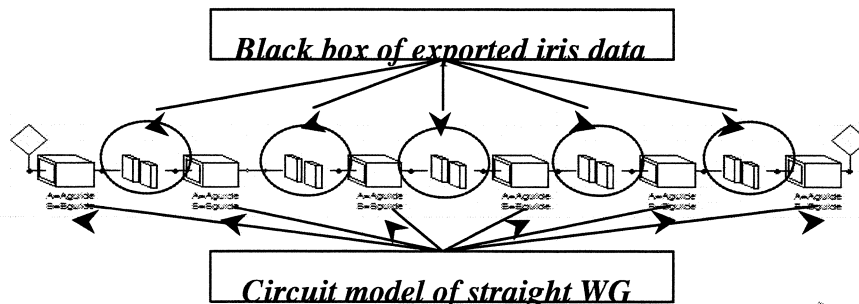 Black box of exported iris data
A=Aguide A=Aguide A=Aguide A=Aguide A=Aguide A=Aguide
B=Bguide B=Bguide B=Bguide B=Bguide B=Bguide B=Bguide
Circuit model of straight WG